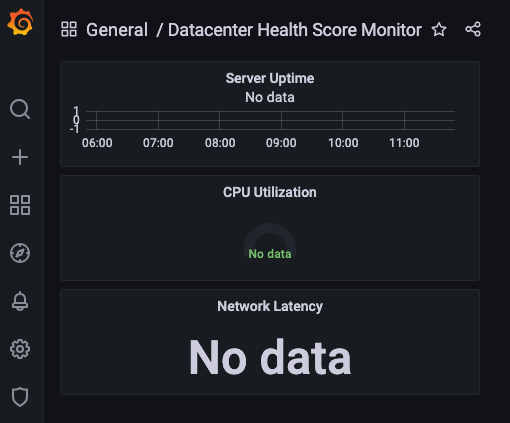 General / Datacenter Health Score Monitor
Server Uptime
No data
1
0
-1
06:00 07:00 08:00 09:00 10:00 11:00
CPU Utilization
No data
Network Latency
No data